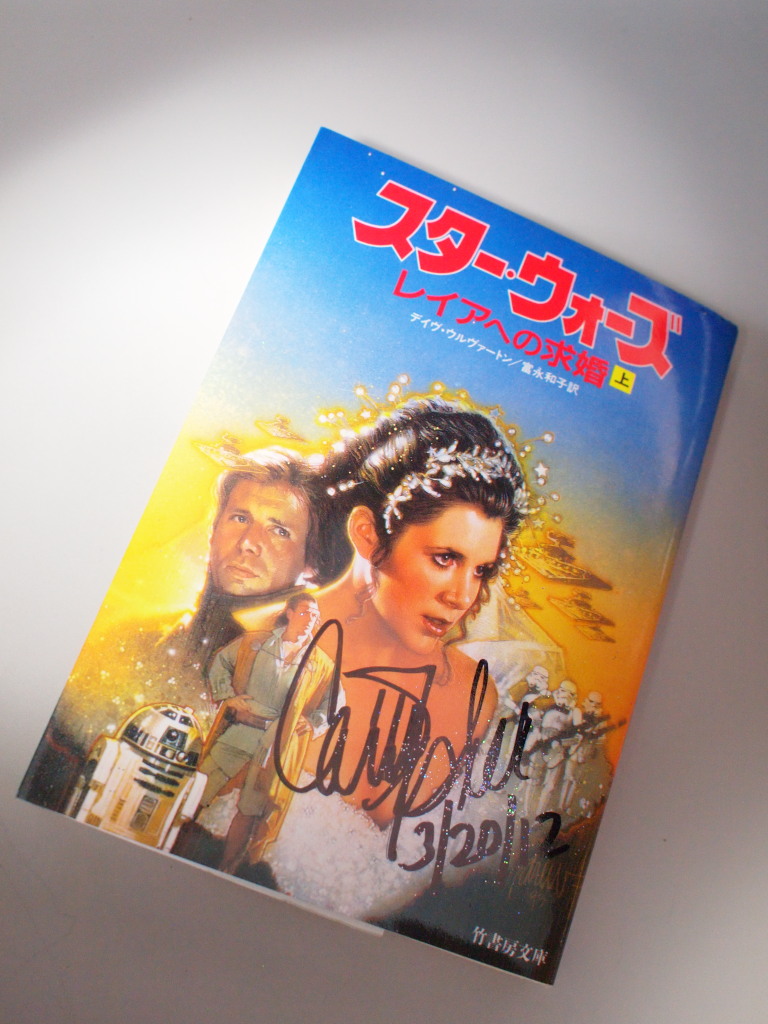 スター・ウォーズ
レイアへの求婚 上
デイヴ・ウルヴァートン／富永和子訳
3/20/12
竹書房文庫